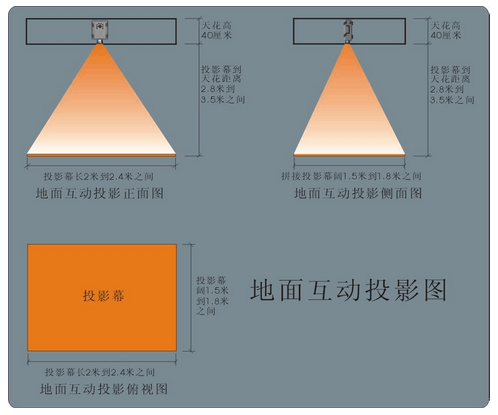 天花高
40厘米
投影幕到
天花距离
2.8米到
3.5米之间
投影幕长2米到2.4米之间
地面互动投影正面图
天花高
40厘米
投影幕到
天花距离
2.8米到
3.5米之间
拼接投影幕阔1.5米到1.8米之间
地面互动投影侧面图
投影幕
投影幕
阔1.5米
到1.8米
之间
投影幕长2米到2.4米之间
地面互动投影俯视图
地面互动投影图